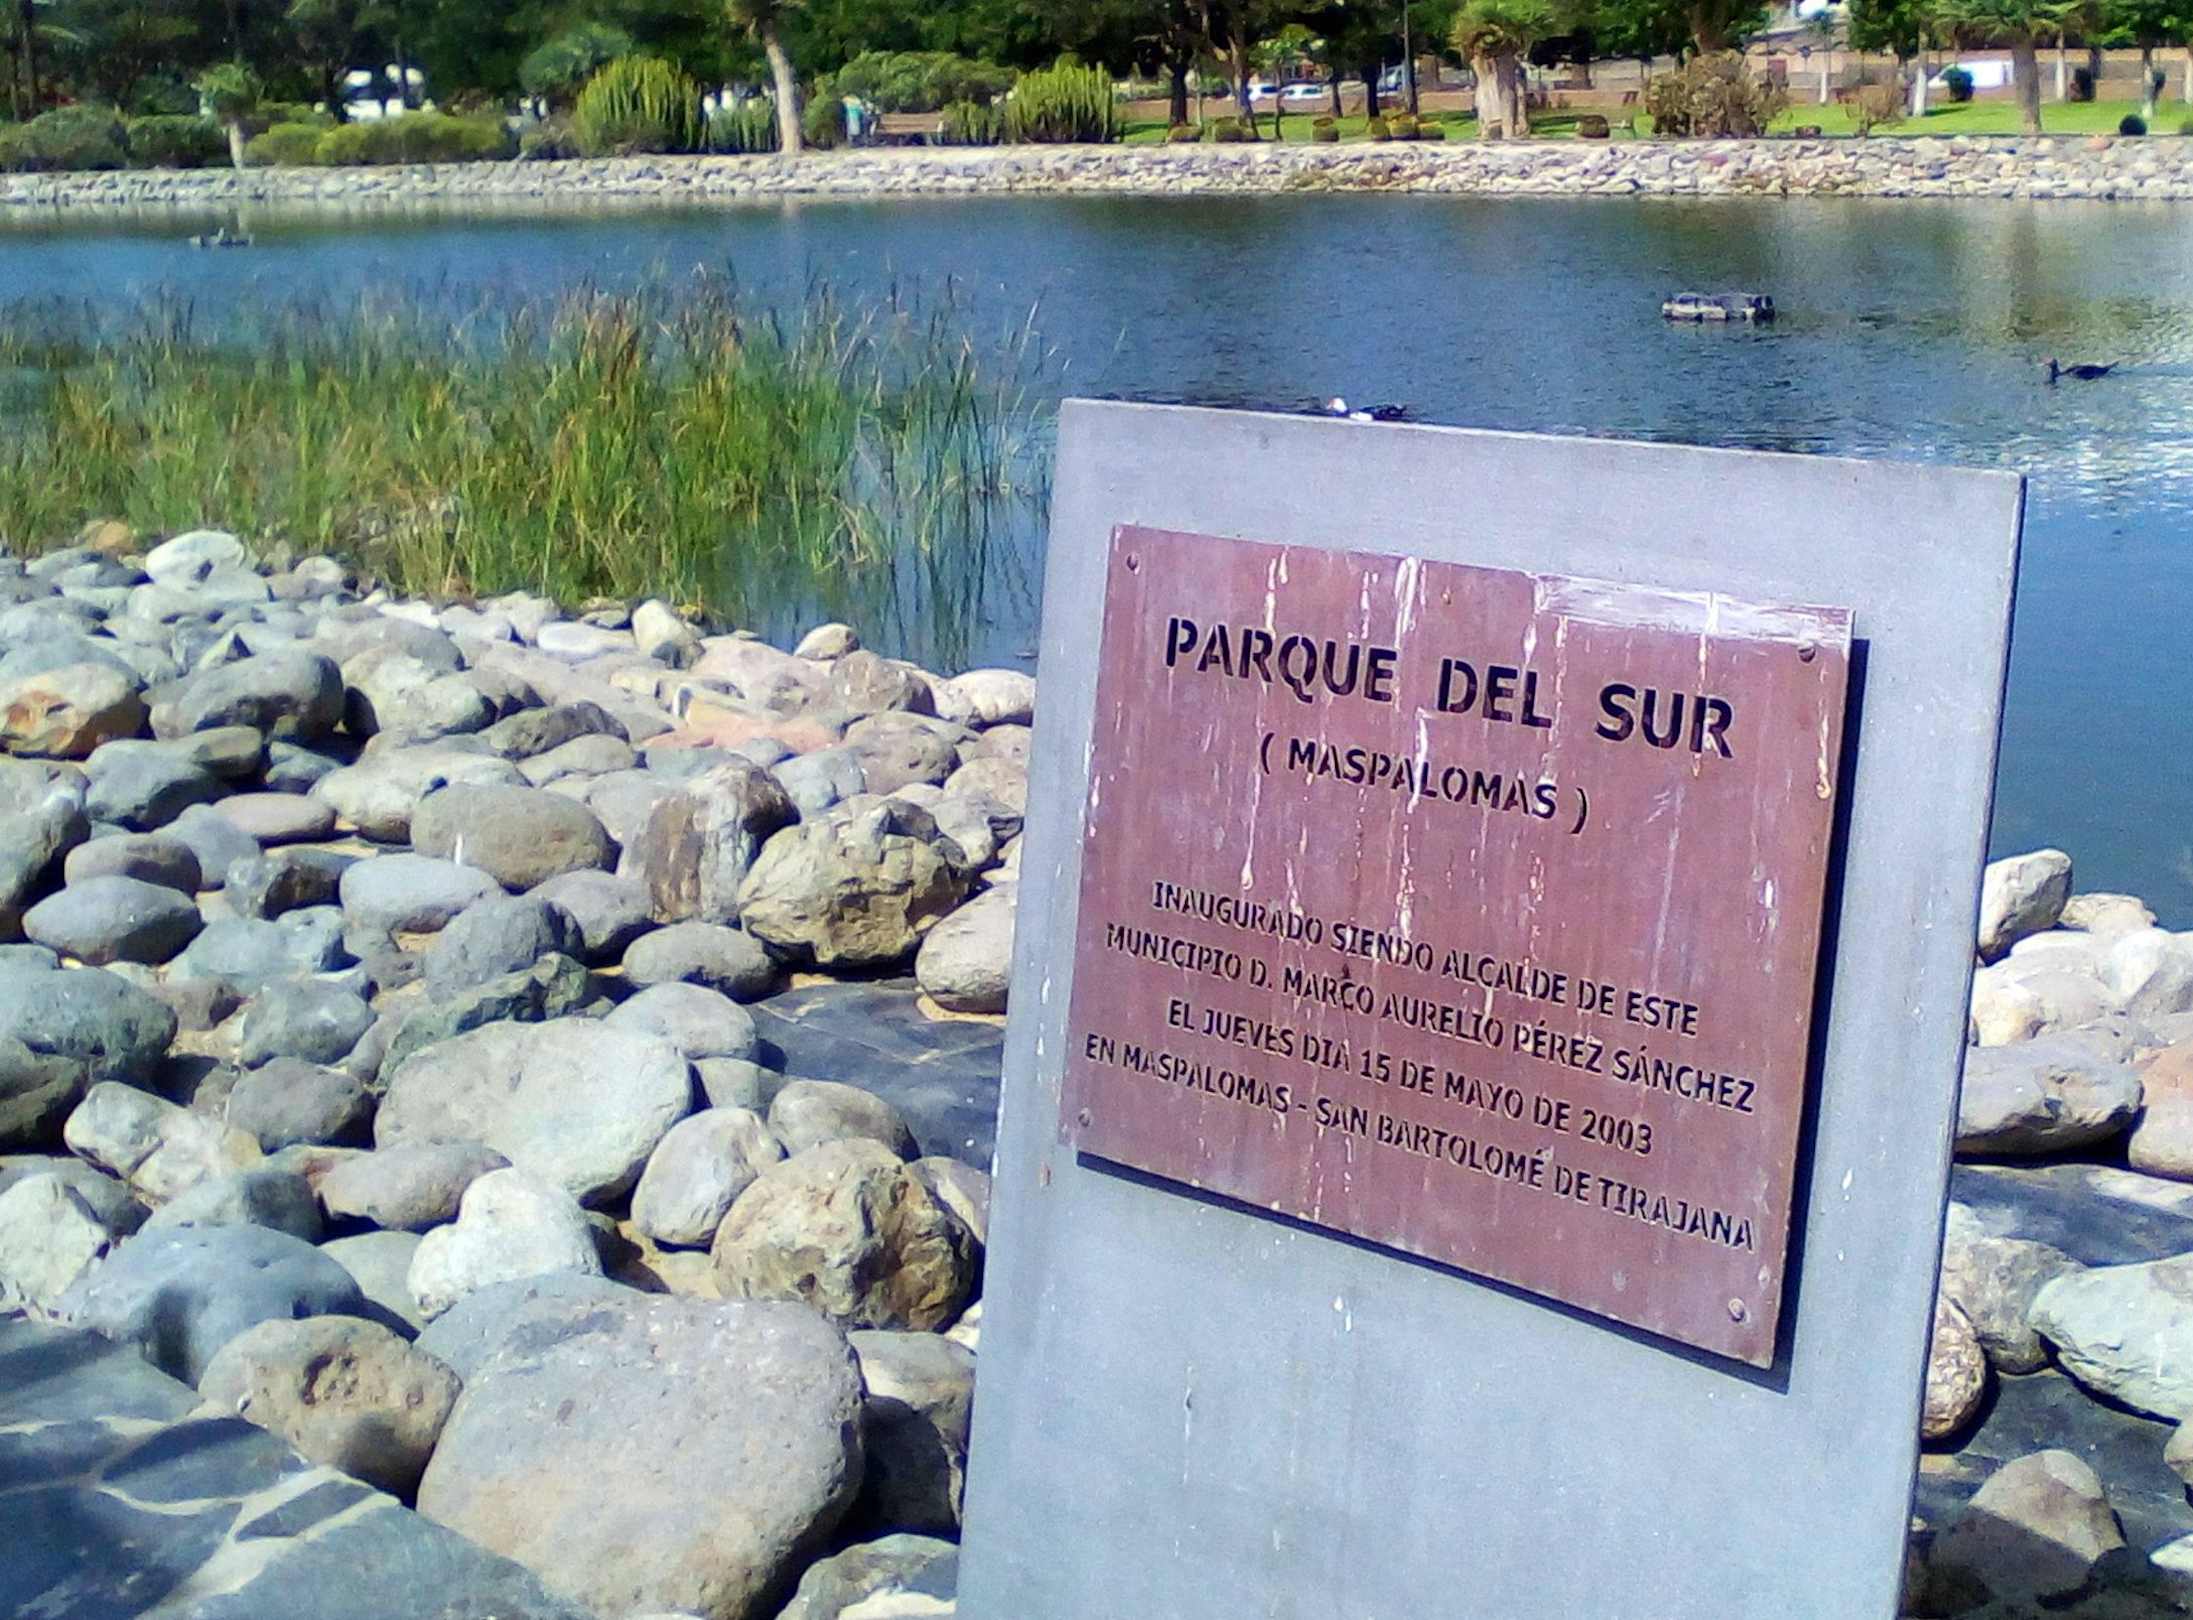 PARQUE DEL SUR
( MASPALOMAS )
INAUGURADO SIENDO ALCALDE DE ESTE
MUNICIPIO D. MARCO AURELIO PÉREZ SÁNCHEZ
EL JUEVES DIA 15 DE MAYO DE 2003
EN MASPALOMAS - SAN BARTOLOMÉ DE TIRAJANA